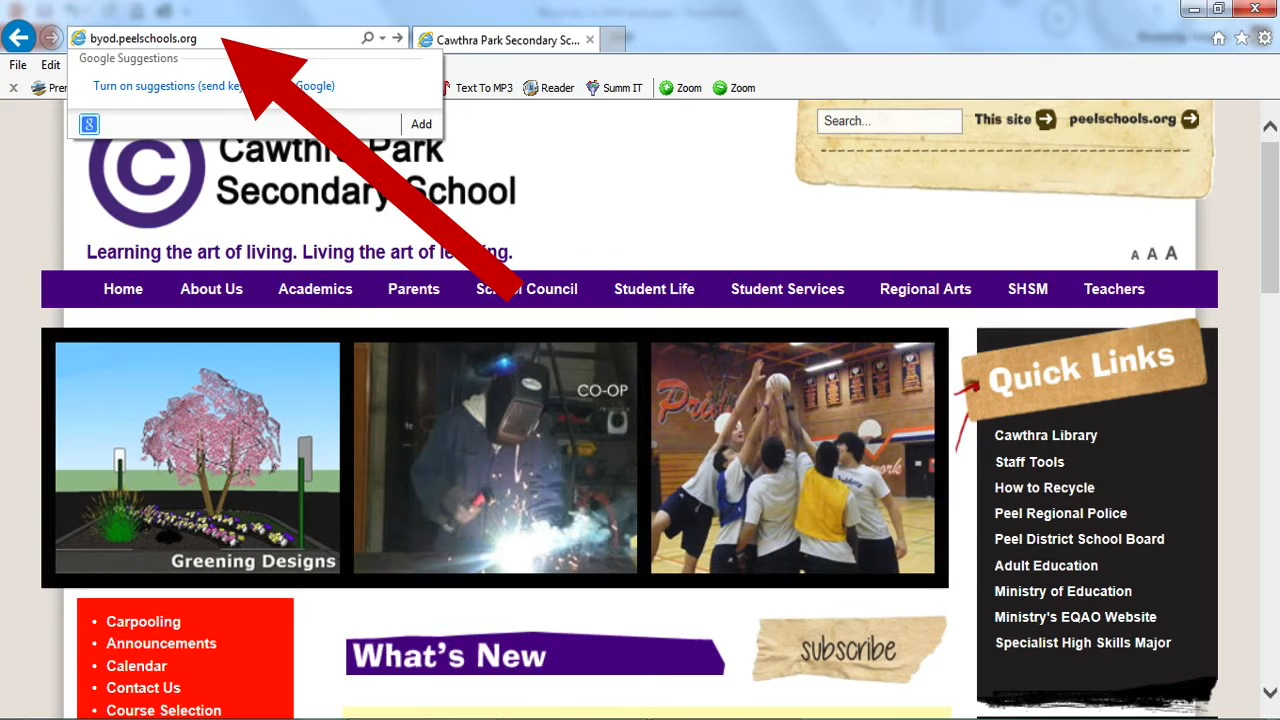 byod.peelschools.org
Cawthra Park Secondary Sc...
Google Suggestions
Turn on suggestions (send
Google)
Add
File
Edit
Text To MP3
Reader
Summ IT
Zoom
Zoom
Search...
This site
peelschools.org
Cawthra Park
Secondary School
Learning the art of living. Living the art of
A A A
Home
About Us
Academics
Parents
Council
Student Life
Student Services
Regional Arts
SHSM
Teachers
Greening Designs
CO-OP
Quick Links
Cawthra Library
Staff Tools
How to Recycle
Peel Regional Police
Peel District School Board
Adult Education
Ministry of Education
Ministry's EQAO Website
Specialist High Skills Major
• Carpooling
• Announcements
• Calendar
• Contact Us
• Course Selection
What's New
subscribe